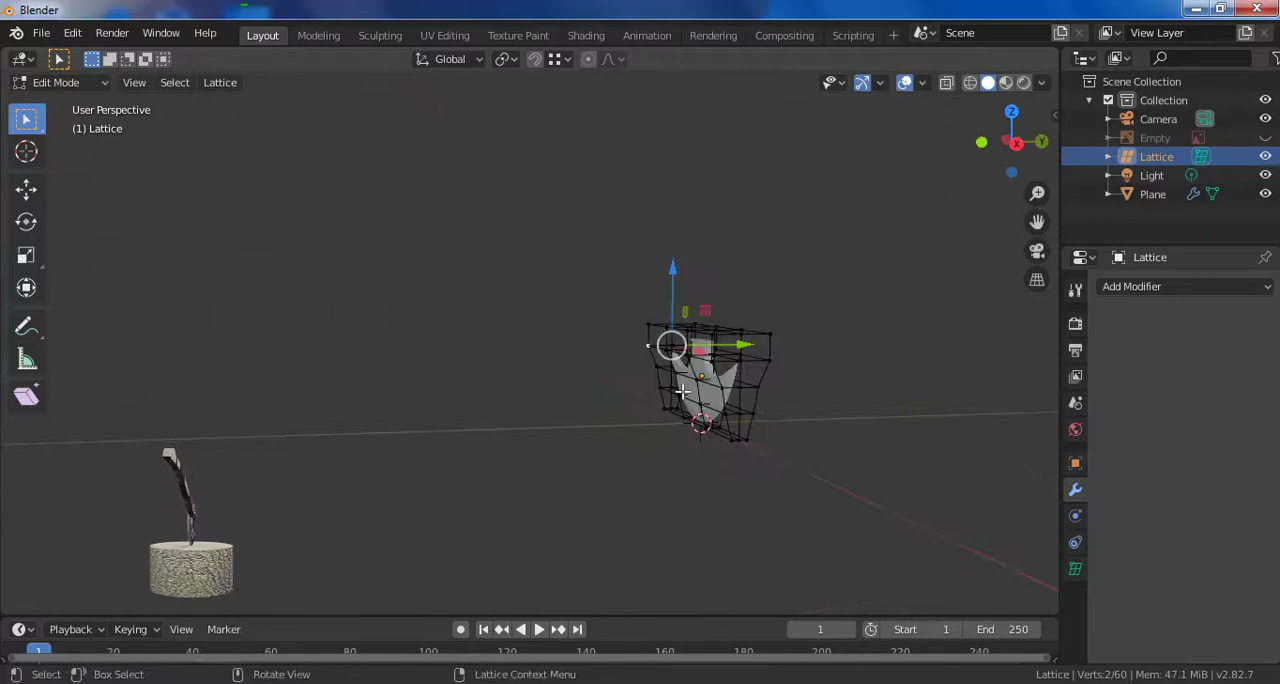 Blender
File Edit Render Window Help Layout Modeling Sculpting UV Editing Texture Paint Shading Animation Rendering Compositing Scripting + Scene View Layer
Global
Edit Mode View Select Lattice
User Perspective
(1) Lattice
Z
X
Y
Scene Collection
Collection
Camera
Empty
Lattice
Light
Plane
Lattice
Add Modifier
Playback Keying View Marker 1 Start 1 End 250
1 20 40 60 80 100 120 140 160 180 200 220 240
Select Box Select Rotate View Lattice Context Menu Lattice | Verts:2/60 | Mem: 47.1 MiB | v2.82.7